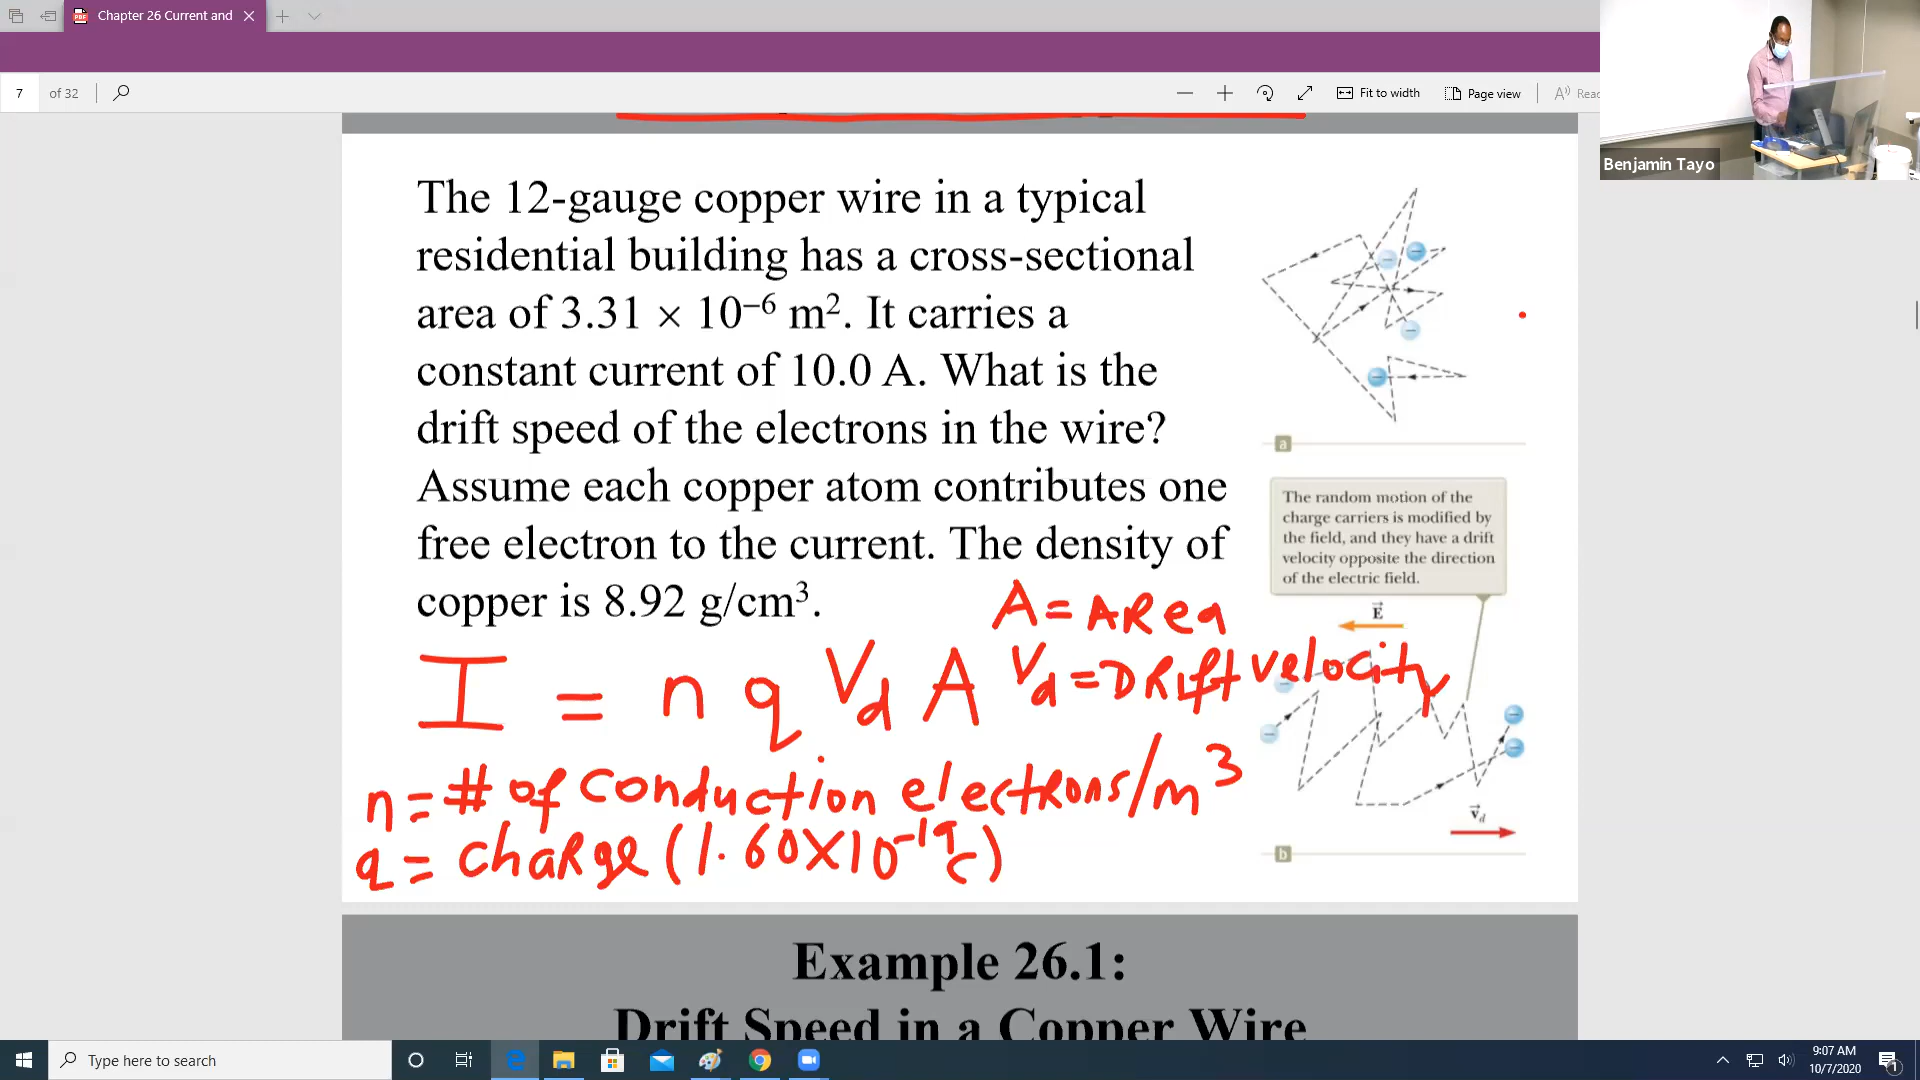 Chapter 26 Current and
7 of 32
Fit to width
Page view
Benjamin Tayo
The 12-gauge copper wire in a typical
residential building has a cross-sectional
area of 3.31 × 10⁻⁶ m². It carries a
constant current of 10.0 A. What is the
drift speed of the electrons in the wire?
Assume each copper atom contributes one
free electron to the current. The density of
copper is 8.92 g/cm³.
A = AReA
V_d = DRift velocity
I = n q V_d A
n = # of conduction electRons/m³
q = chaRge (1.60X10⁻¹⁹ C)
a
The random motion of the
charge carriers is modified by
the field, and they have a drift
velocity opposite the direction
of the electric field.
E⃗
v⃗_d
b
Example 26.1:
Drift Speed in a Copper Wire
Type here to search
9:07 AM
10/7/2020
1